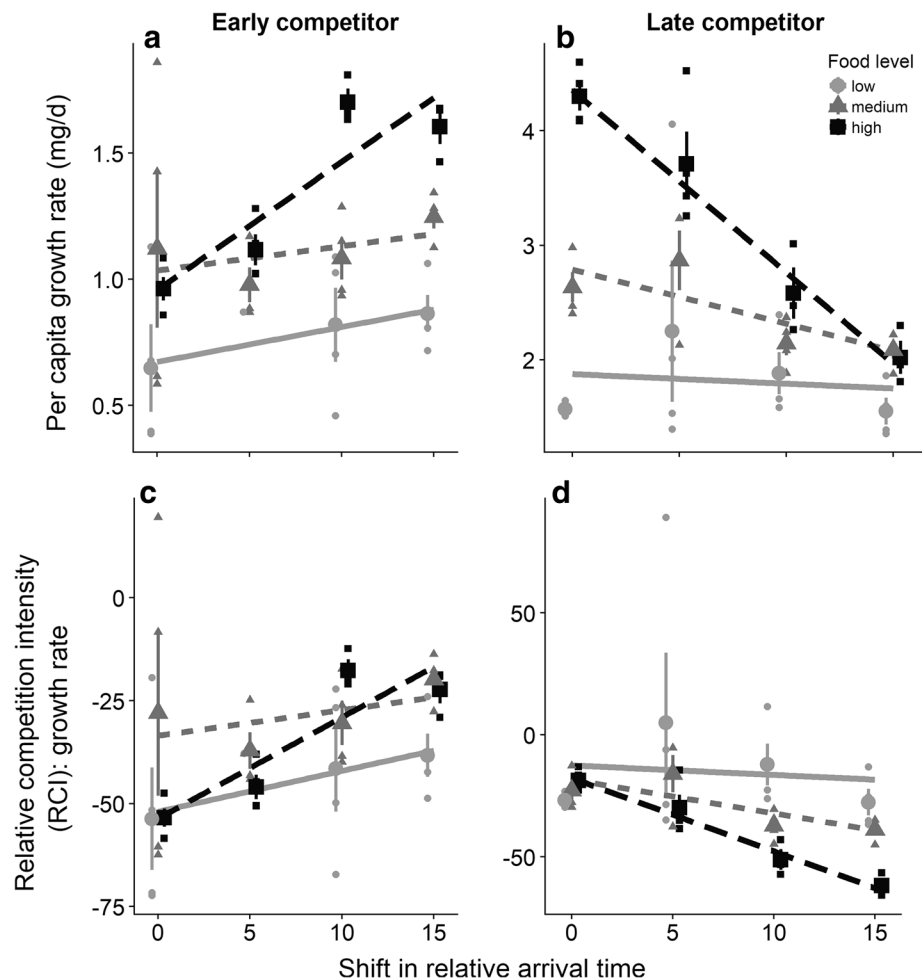 Early competitor
Late competitor
a
b
Food level
low
medium
high
Per capita growth rate (mg/d)
1.5
1.0
0.5
4
3
2
c
d
Relative competition intensity
(RCI): growth rate
0
-25
-50
-75
50
0
-50
0
5
10
15
0
5
10
15
Shift in relative arrival time